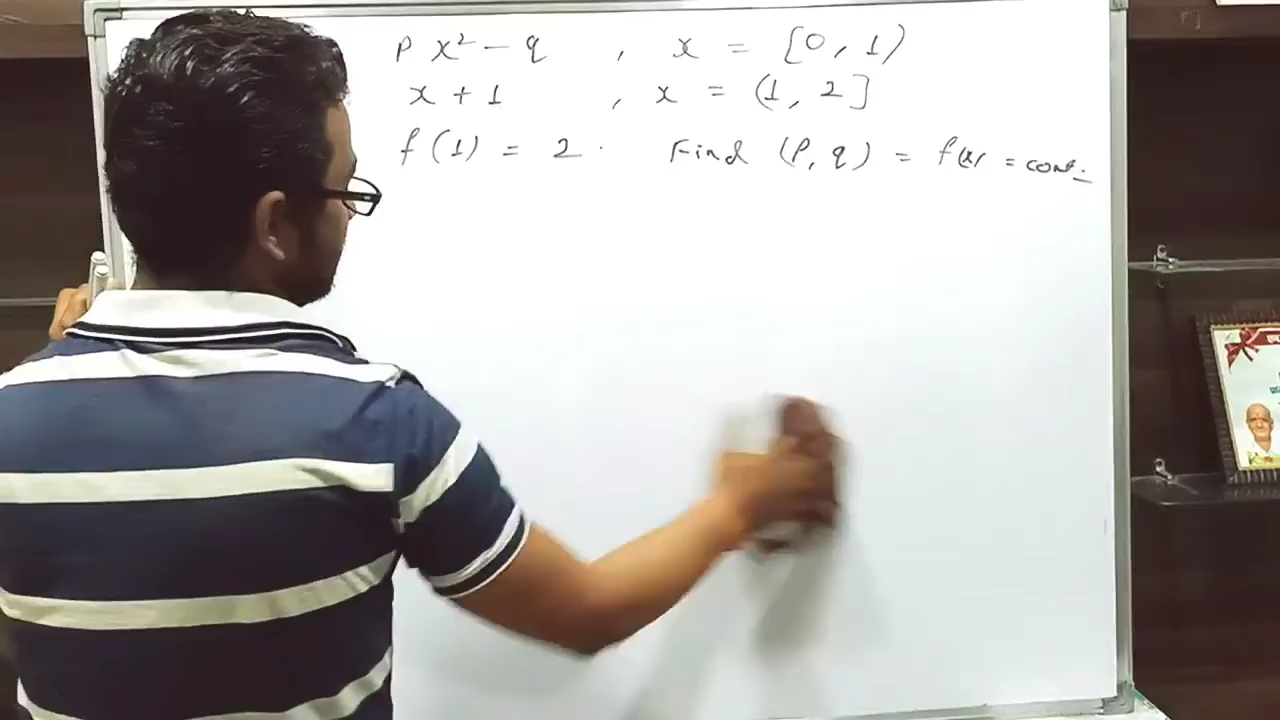 P x² - q , x = [0, 1)
x + 1 , x = (1, 2]
f(1) = 2. Find (P, q) = f(x) = cont.